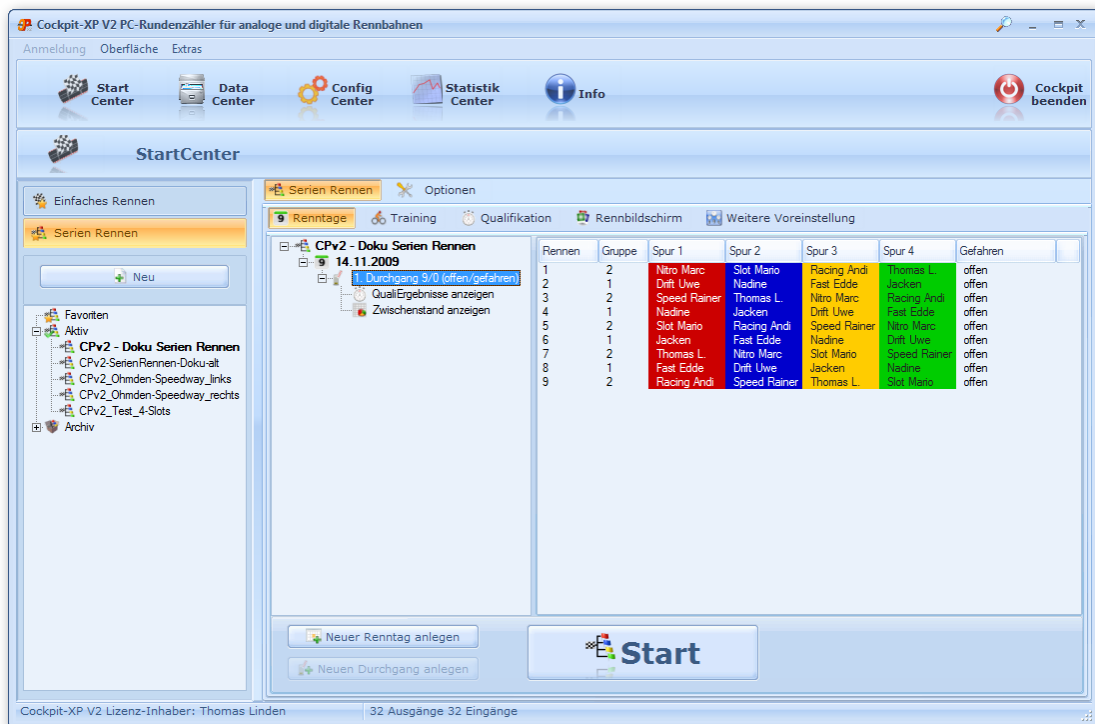 Cockpit-XP V2 PC-Rundenzähler für analoge und digitale Rennbahnen
Anmeldung Oberfläche Extras
Start Center
Data Center
Config Center
Statistik Center
Info
Cockpit beenden
StartCenter
Einfaches Rennen
Serien Rennen
Neu
Favoriten
Aktiv
CPv2 - Doku Serien Rennen
CPv2-SerienRennen-Doku-alt
CPv2_Ohmden-Speedway_links
CPv2_Ohmden-Speedway_rechts
CPv2_Test_4-Slots
Archiv
Serien Rennen Optionen
9 Renntage Training Qualifikation Rennbildschirm Weitere Voreinstellung
CPv2 - Doku Serien Rennen
9 14.11.2009
1. Durchgang 9/0 (offen/gefahren)
QualiErgebnisse anzeigen
Zwischenstand anzeigen
Rennen Gruppe Spur 1 Spur 2 Spur 3 Spur 4 Gefahren
1 2 Nitro Marc Slot Mario Racing Andi Thomas L. offen
2 1 Drift Uwe Nadine Fast Edde Jacken offen
3 2 Speed Rainer Thomas L. Nitro Marc Racing Andi offen
4 1 Nadine Jacken Drift Uwe Fast Edde offen
5 2 Slot Mario Racing Andi Speed Rainer Nitro Marc offen
6 1 Jacken Fast Edde Nadine Drift Uwe offen
7 2 Thomas L. Nitro Marc Slot Mario Speed Rainer offen
8 1 Fast Edde Drift Uwe Jacken Nadine offen
9 2 Racing Andi Speed Rainer Thomas L. Slot Mario offen
Neuer Renntag anlegen
Neuen Durchgang anlegen
Start
Cockpit-XP V2 Lizenz-Inhaber: Thomas Linden 32 Ausgänge 32 Eingänge